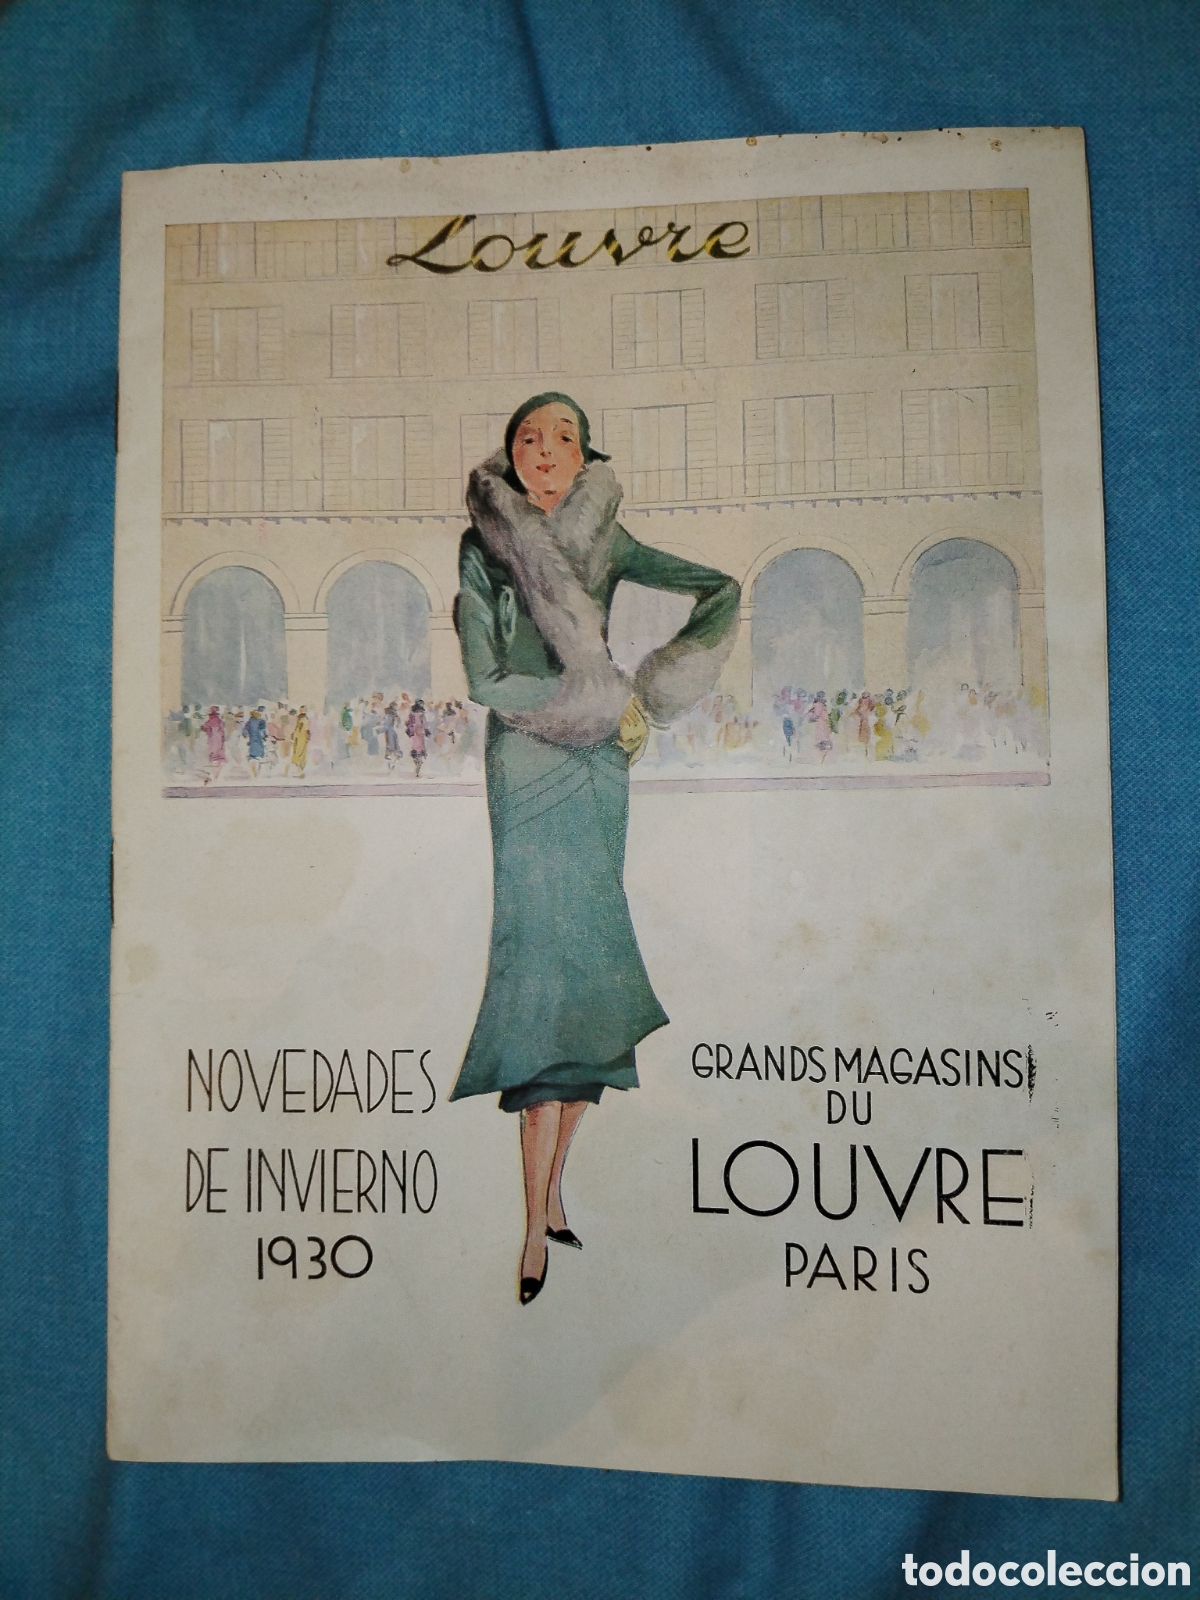 Louvre
NOVEDADES
DE INVIERNO
1930
GRANDS MAGASINS
DU
LOUVRE
PARIS
todocoleccion